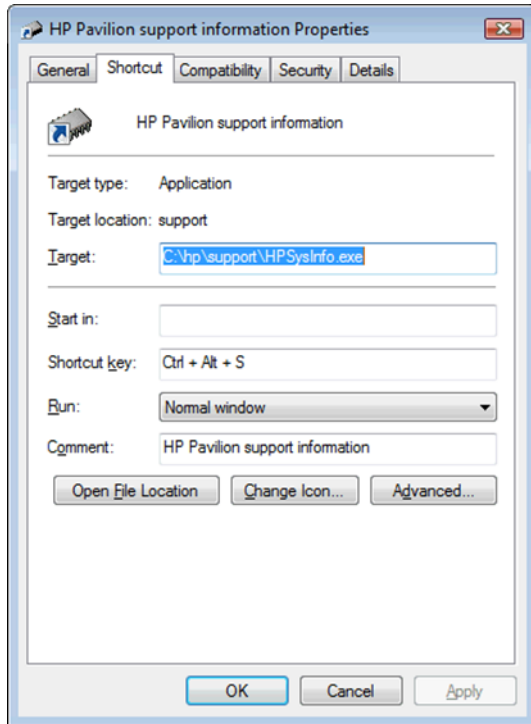 HP Pavilion support information Properties
General Shortcut Compatibility Security Details
HP Pavilion support information
Target type: Application
Target location: support
Target: C:\hp\support\HPSysInfo.exe
Start in:
Shortcut key: Ctrl + Alt + S
Run: Normal window
Comment: HP Pavilion support information
Open File Location Change Icon... Advanced...
OK Cancel Apply